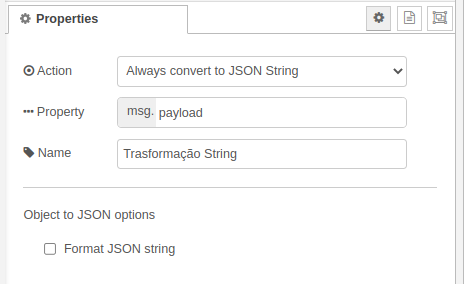 Properties
Action
Always convert to JSON String
Property
msg. payload
Name
Trasformação String
Object to JSON options
Format JSON string